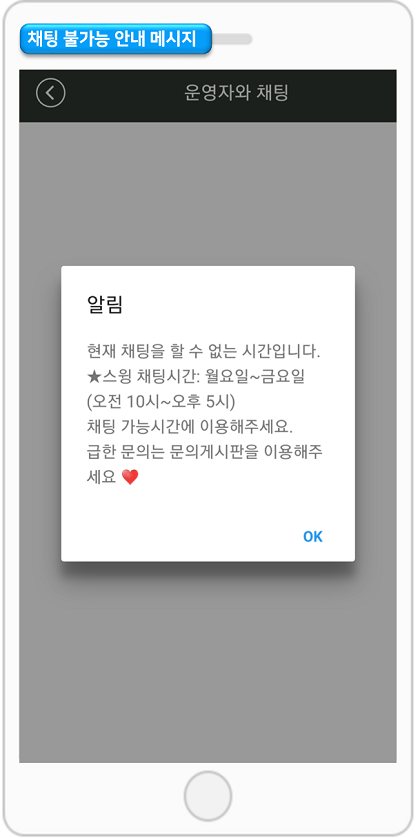 채팅 불가능 안내 메시지
운영자와 채팅
알림
현재 채팅을 할 수 없는 시간입니다.
★스윙 채팅시간: 월요일~금요일
(오전 10시~오후 5시)
채팅 가능시간에 이용해주세요.
급한 문의는 문의게시판을 이용해주
세요 ❤️
OK